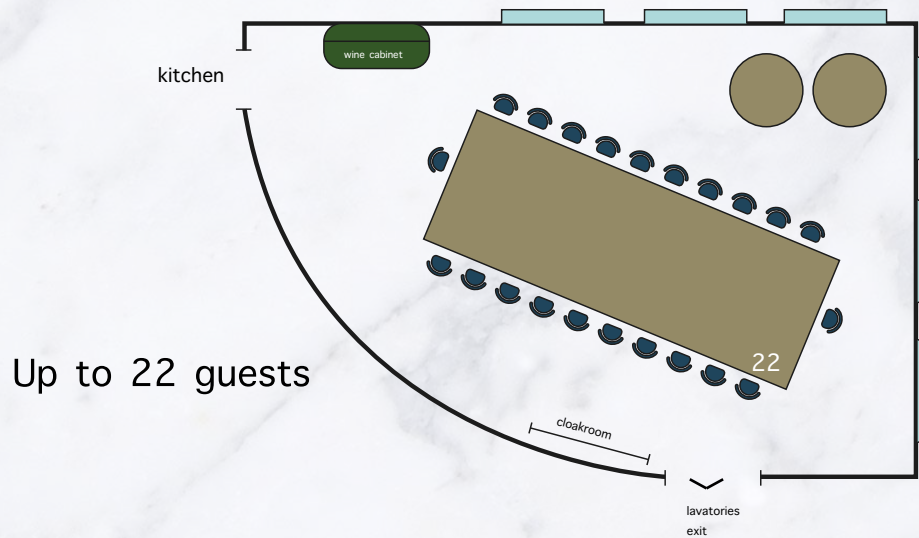 wine cabinet
kitchen
22
Up to 22 guests
cloakroom
lavatories
exit